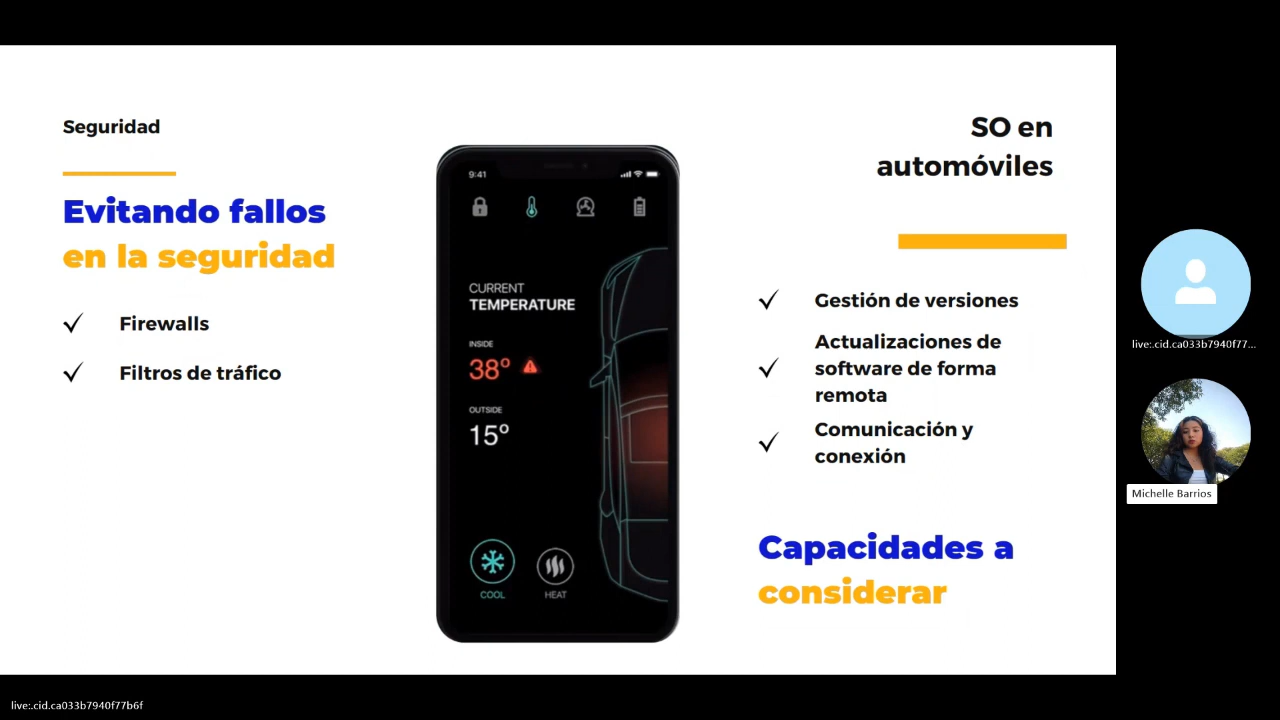 Seguridad
Evitando fallos
en la seguridad
Firewalls
Filtros de tráfico
9:41
CURRENT
TEMPERATURE
INSIDE
38°
OUTSIDE
15°
COOL
HEAT
SO en
automóviles
Gestión de versiones
Actualizaciones de
software de forma
remota
Comunicación y
conexión
Capacidades a
considerar
live:.cid.ca033b7940f77...
Michelle Barrios
live:.cid.ca033b7940f77b6f